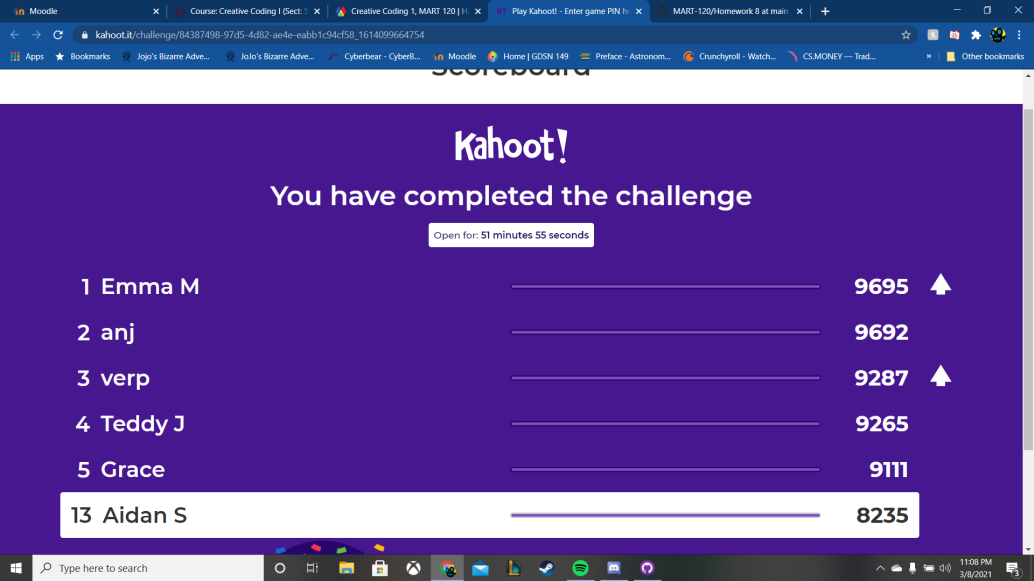 Moodle
Course: Creative Coding I (Sect:
Creative Coding 1, MART 120 | H
Play Kahoot! - Enter game PIN he
MART-120/Homework 8 at main
kahoot.it/challenge/84387498-97d5-4d82-ae4e-eabb1c94cf58_1614099664754
Apps Bookmarks Jojo's Bizarre Adve... JoJo's Bizarre Adve... Cyberbear - CyberB... Home | GDSN 149 Moodle Preface - Astronom... Crunchyroll - Watch... CS.MONEY — Trad... » Other bookmarks
Scoreboard
Kahoot!
You have completed the challenge
Open for: 51 minutes 55 seconds
1 Emma M 9695
2 anj 9692
3 verp 9287
4 Teddy J 9265
5 Grace 9111
13 Aidan S 8235
Type here to search
11:08 PM
3/8/2021
3